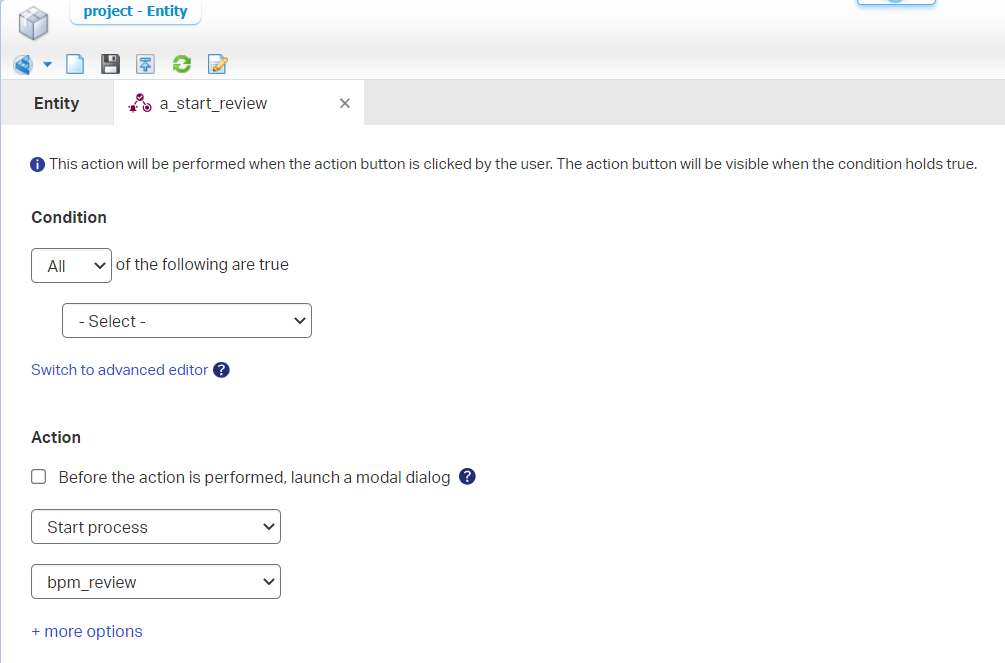 project - Entity
Entity
a_start_review
This action will be performed when the action button is clicked by the user. The action button will be visible when the condition holds true.
Condition
All of the following are true
- Select -
Switch to advanced editor
Action
Before the action is performed, launch a modal dialog
Start process
bpm_review
+ more options